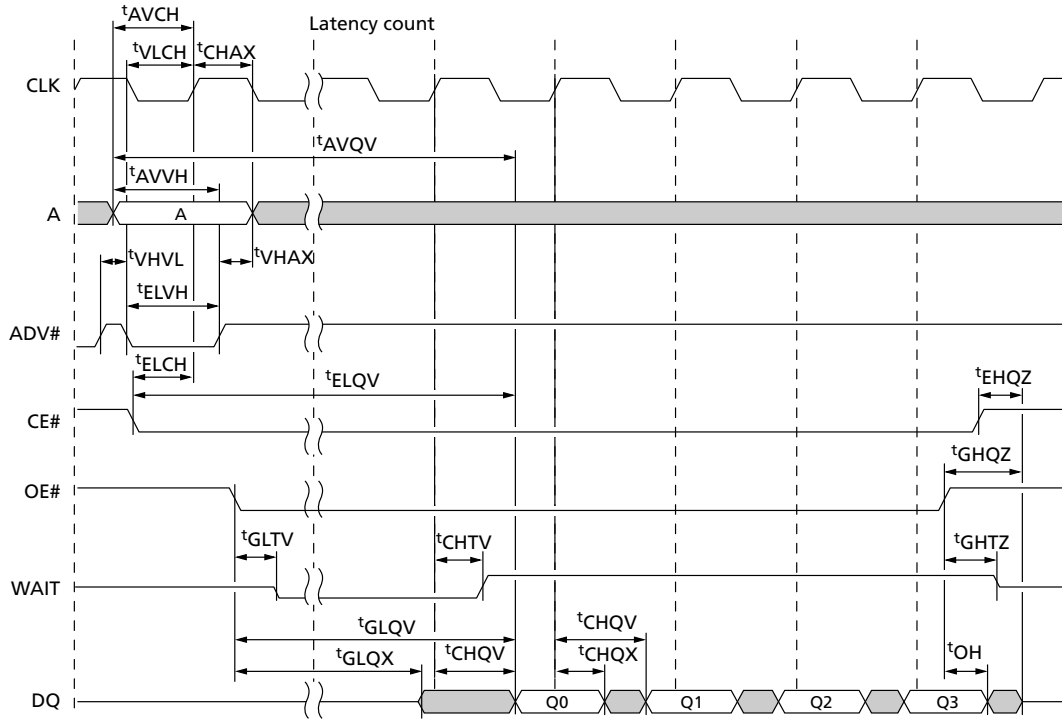 tAVCH
Latency count
tVLCH tCHAX
CLK
tAVQV
tAVVH
A A
tVHVL tVHAX
tELVH
ADV#
tELCH
tELQV
tEHQZ
CE#
tGHQZ
OE#
tGLTV tCHTV tGHTZ
WAIT
tGLQV tCHQV
tGLQX tCHQV tCHQX tOH
DQ Q0 Q1 Q2 Q3